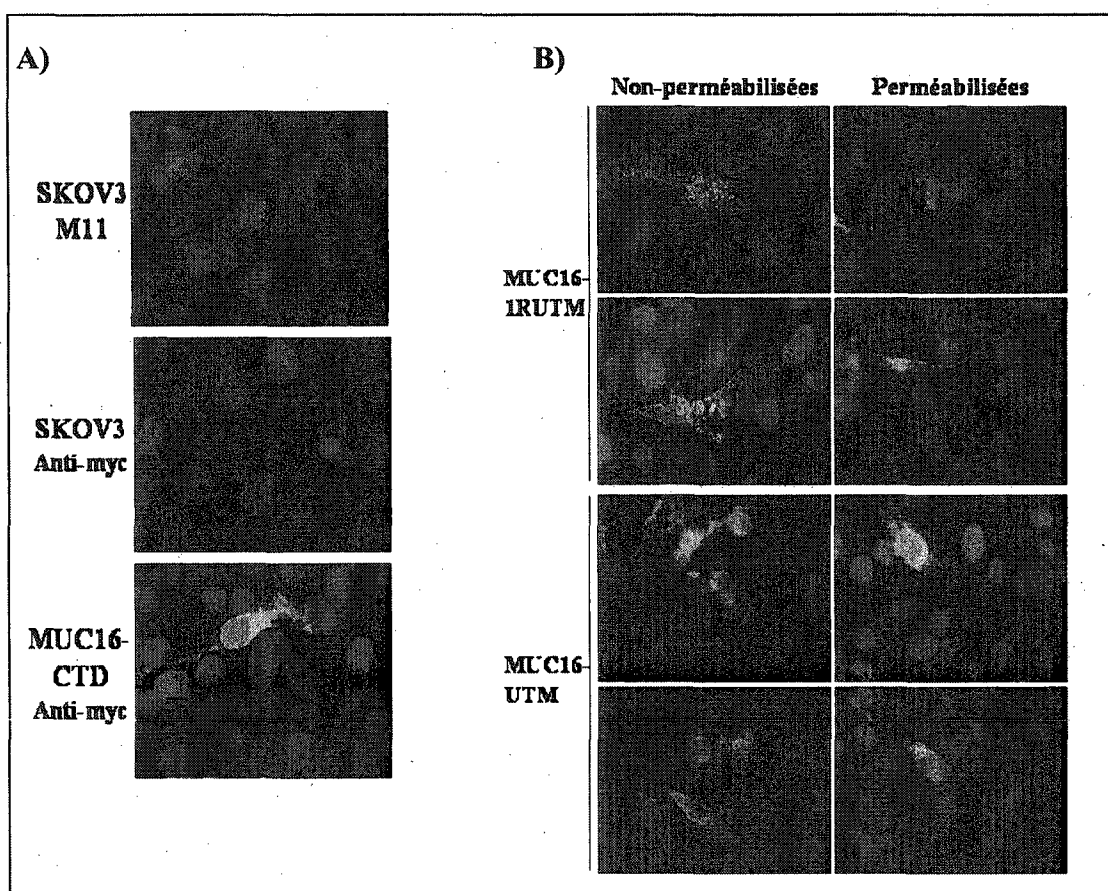 A)
SKOV3
M11
SKOV3
Anti-myc
MUC16-
CTD
Anti-myc
B)
Non-perméabilisées Perméabilisées
MUC16-
1RUTM
MUC16-
UTM